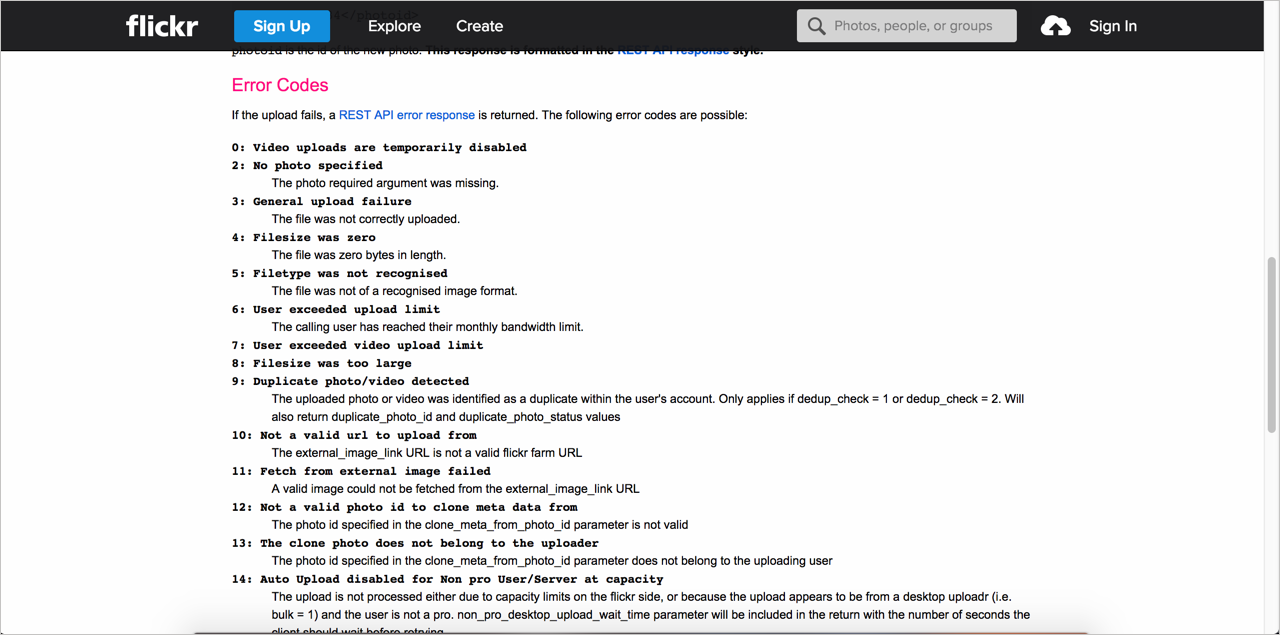 flickr
Sign Up
Explore
Create
Photos, people, or groups
Sign In
photoid is the id of the new photo. This response is formatted in the REST API response style.
Error Codes
If the upload fails, a REST API error response is returned. The following error codes are possible:
0: Video uploads are temporarily disabled
2: No photo specified
The photo required argument was missing.
3: General upload failure
The file was not correctly uploaded.
4: Filesize was zero
The file was zero bytes in length.
5: Filetype was not recognised
The file was not of a recognised image format.
6: User exceeded upload limit
The calling user has reached their monthly bandwidth limit.
7: User exceeded video upload limit
8: Filesize was too large
9: Duplicate photo/video detected
The uploaded photo or video was identified as a duplicate within the user's account. Only applies if dedup_check = 1 or dedup_check = 2. Will
also return duplicate_photo_id and duplicate_photo_status values
10: Not a valid url to upload from
The external_image_link URL is not a valid flickr farm URL
11: Fetch from external image failed
A valid image could not be fetched from the external_image_link URL
12: Not a valid photo id to clone meta data from
The photo id specified in the clone_meta_from_photo_id parameter is not valid
13: The clone photo does not belong to the uploader
The photo id specified in the clone_meta_from_photo_id parameter does not belong to the uploading user
14: Auto Upload disabled for Non pro User/Server at capacity
The upload is not processed either due to capacity limits on the flickr side, or because the upload appears to be from a desktop uploadr (i.e.
bulk = 1) and the user is not a pro. non_pro_desktop_upload_wait_time parameter will be included in the return with the number of seconds the
client should wait before retrying